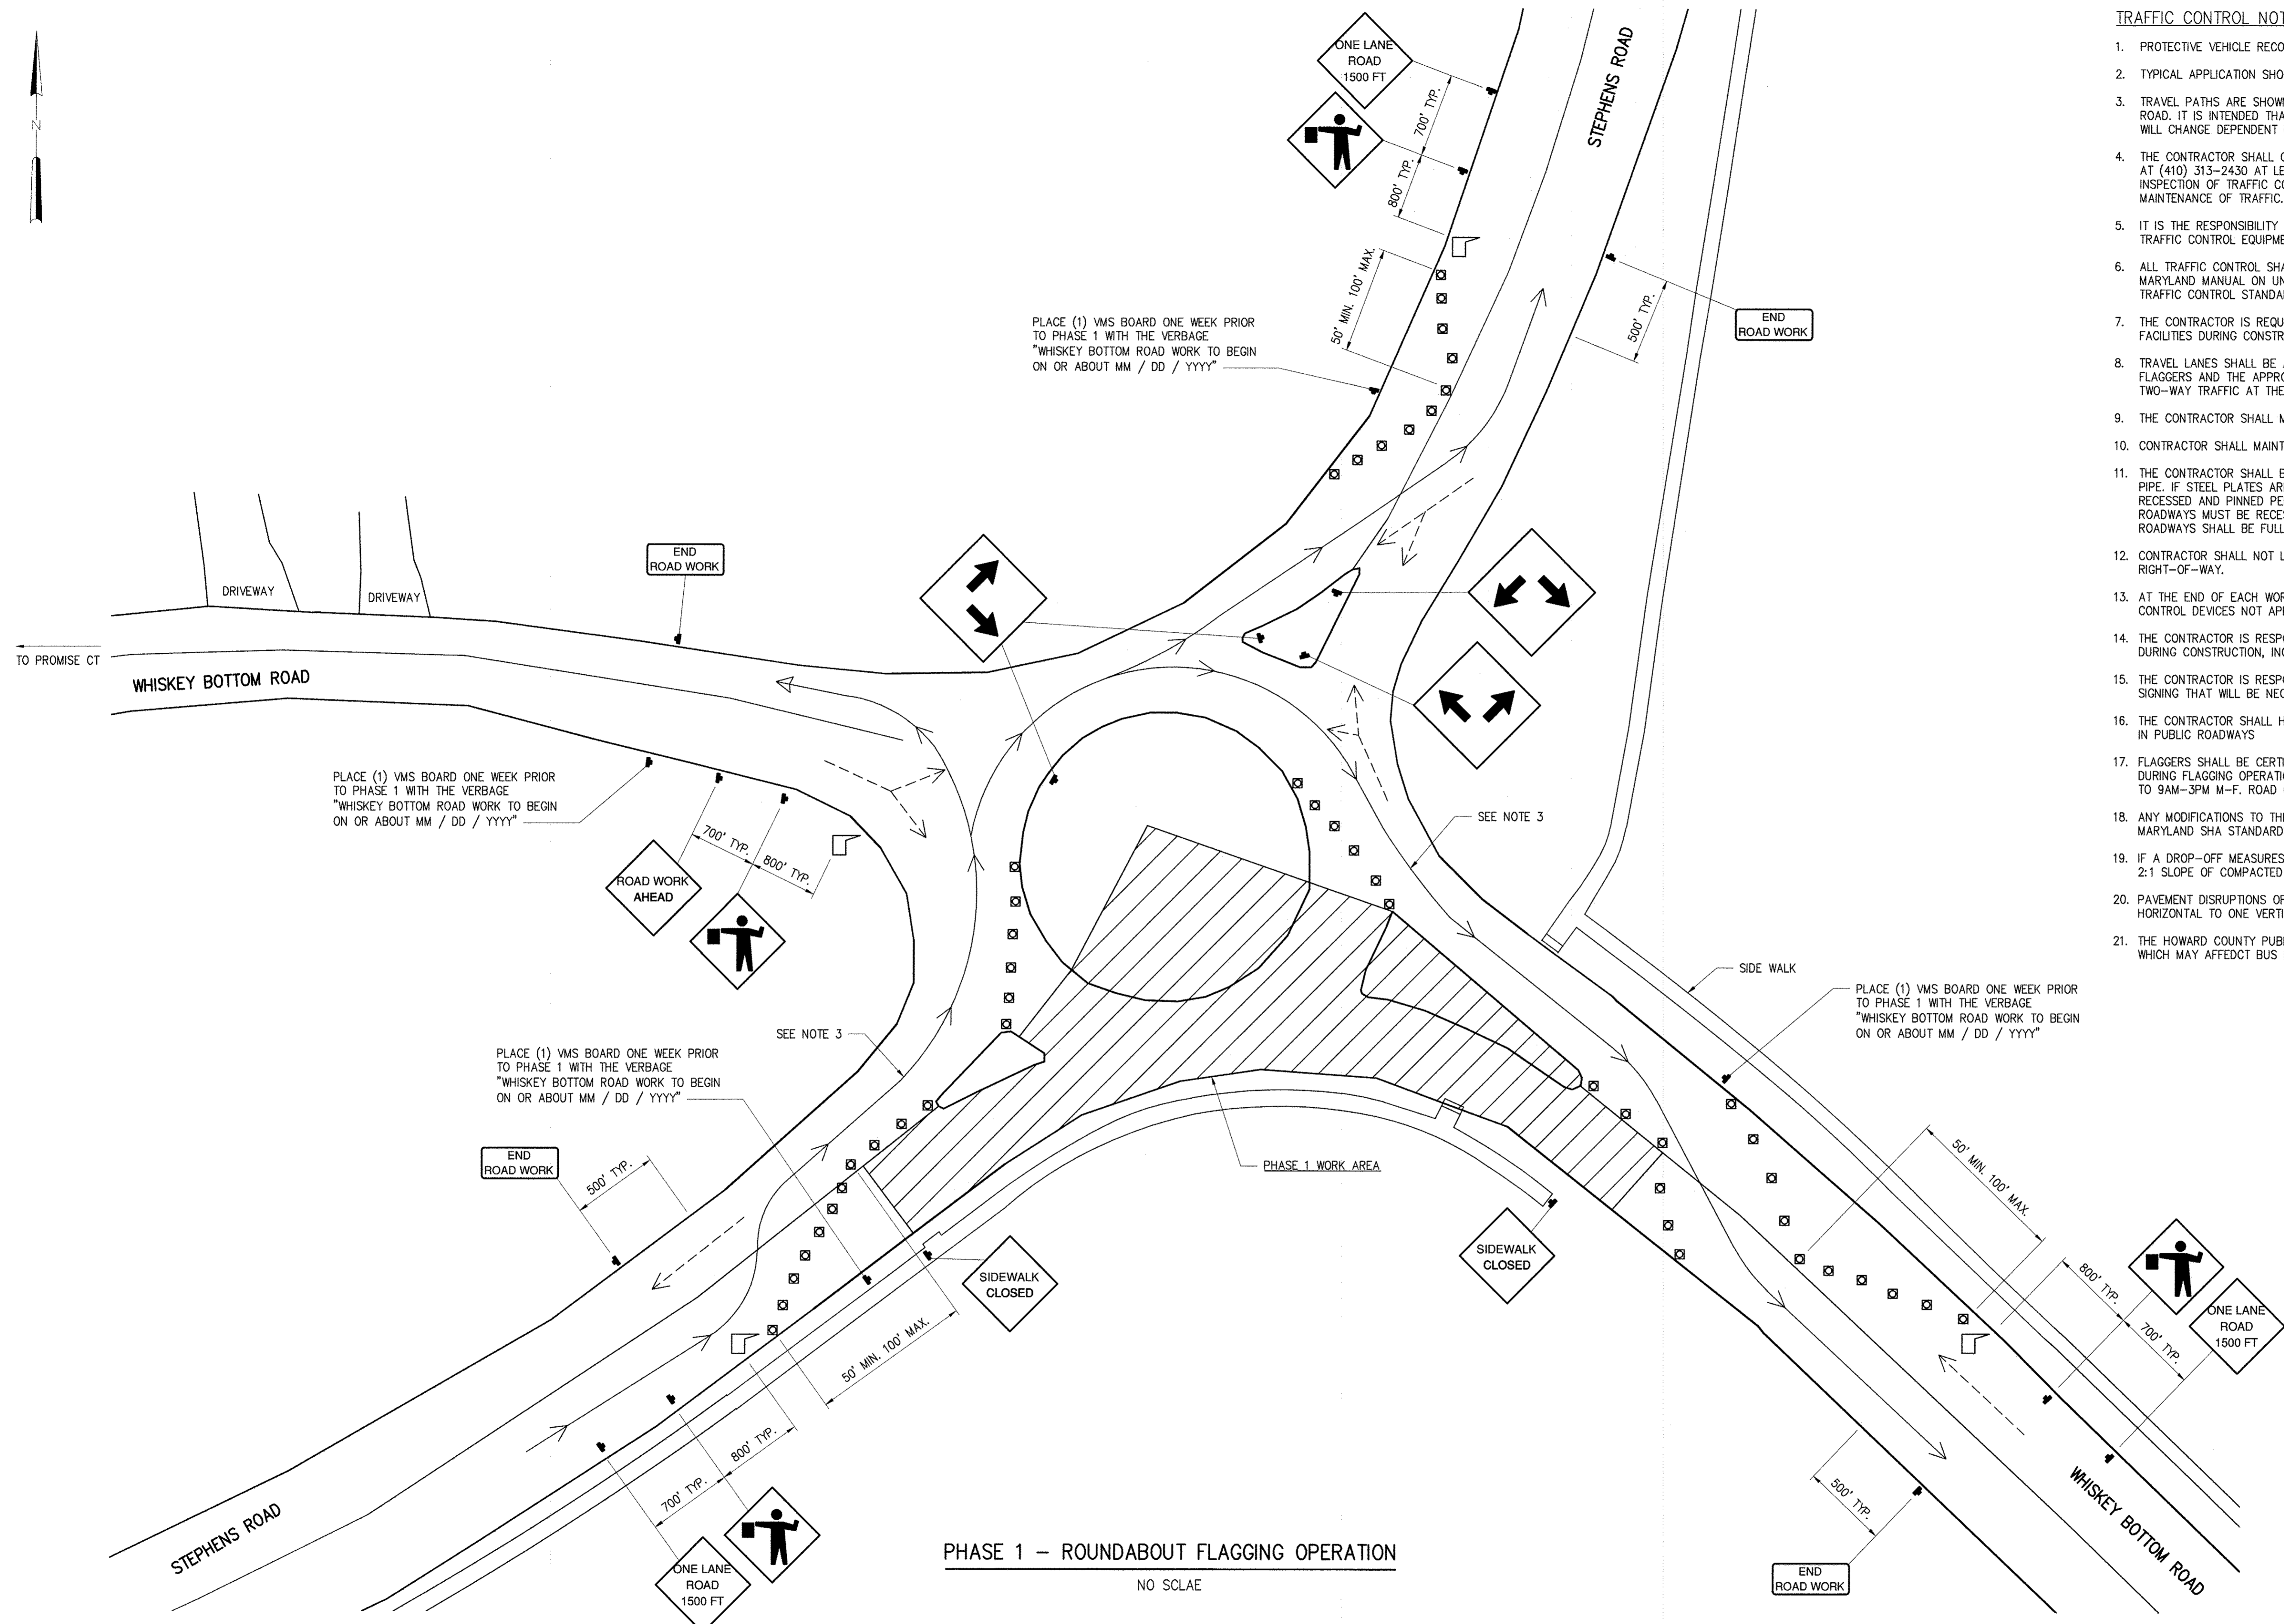 N
ONE LANE
ROAD
1500 FT
700' TYP.
800' TYP.
STEPHENS ROAD
50' MIN. 100' MAX.
PLACE (1) VMS BOARD ONE WEEK PRIOR
TO PHASE 1 WITH THE VERBAGE
"WHISKEY BOTTOM ROAD WORK TO BEGIN
ON OR ABOUT MM / DD / YYYY"
500' TYP.
END
ROAD WORK
DRIVEWAY
DRIVEWAY
END
ROAD WORK
TO PROMISE CT
WHISKEY BOTTOM ROAD
PLACE (1) VMS BOARD ONE WEEK PRIOR
TO PHASE 1 WITH THE VERBAGE
"WHISKEY BOTTOM ROAD WORK TO BEGIN
ON OR ABOUT MM / DD / YYYY"
700' TYP.
800' TYP.
ROAD WORK
AHEAD
SEE NOTE 3
SIDE WALK
PLACE (1) VMS BOARD ONE WEEK PRIOR
TO PHASE 1 WITH THE VERBAGE
"WHISKEY BOTTOM ROAD WORK TO BEGIN
ON OR ABOUT MM / DD / YYYY"
SEE NOTE 3
PLACE (1) VMS BOARD ONE WEEK PRIOR
TO PHASE 1 WITH THE VERBAGE
"WHISKEY BOTTOM ROAD WORK TO BEGIN
ON OR ABOUT MM / DD / YYYY"
END
ROAD WORK
500' TYP.
PHASE 1 WORK AREA
SIDEWALK
CLOSED
SIDEWALK
CLOSED
50' MIN. 100' MAX.
50' MIN. 100' MAX.
800' TYP.
700' TYP.
ONE LANE
ROAD
1500 FT
800' TYP.
700' TYP.
ONE LANE
ROAD
1500 FT
STEPHENS ROAD
500' TYP.
END
ROAD WORK
WHISKEY BOTTOM ROAD
PHASE 1 – ROUNDABOUT FLAGGING OPERATION
NO SCLAE
TRAFFIC CONTROL NOT
1. PROTECTIVE VEHICLE RECO
2. TYPICAL APPLICATION SHO
3. TRAVEL PATHS ARE SHOWN
ROAD. IT IS INTENDED THA
WILL CHANGE DEPENDENT
4. THE CONTRACTOR SHALL
AT (410) 313-2430 AT LE
INSPECTION OF TRAFFIC CO
MAINTENANCE OF TRAFFIC.
5. IT IS THE RESPONSIBILITY
TRAFFIC CONTROL EQUIPME
6. ALL TRAFFIC CONTROL SHA
MARYLAND MANUAL ON UN
TRAFFIC CONTROL STANDA
7. THE CONTRACTOR IS REQU
FACILITIES DURING CONSTR
8. TRAVEL LANES SHALL BE
FLAGGERS AND THE APPRO
TWO-WAY TRAFFIC AT THE
9. THE CONTRACTOR SHALL M
10. CONTRACTOR SHALL MAINT
11. THE CONTRACTOR SHALL B
PIPE. IF STEEL PLATES ARE
RECESSED AND PINNED PE
ROADWAYS MUST BE RECES
ROADWAYS SHALL BE FULL
12. CONTRACTOR SHALL NOT L
RIGHT-OF-WAY.
13. AT THE END OF EACH WOR
CONTROL DEVICES NOT APP
14. THE CONTRACTOR IS RESPO
DURING CONSTRUCTION, INC
15. THE CONTRACTOR IS RESPO
SIGNING THAT WILL BE NEC
16. THE CONTRACTOR SHALL H
IN PUBLIC ROADWAYS
17. FLAGGERS SHALL BE CERTI
DURING FLAGGING OPERATIO
TO 9AM-3PM M-F. ROAD
18. ANY MODIFICATIONS TO THE
MARYLAND SHA STANDARD
19. IF A DROP-OFF MEASURES
2:1 SLOPE OF COMPACTED
20. PAVEMENT DISRUPTIONS OF
HORIZONTAL TO ONE VERTI
21. THE HOWARD COUNTY PUB
WHICH MAY AFFEDCT BUS